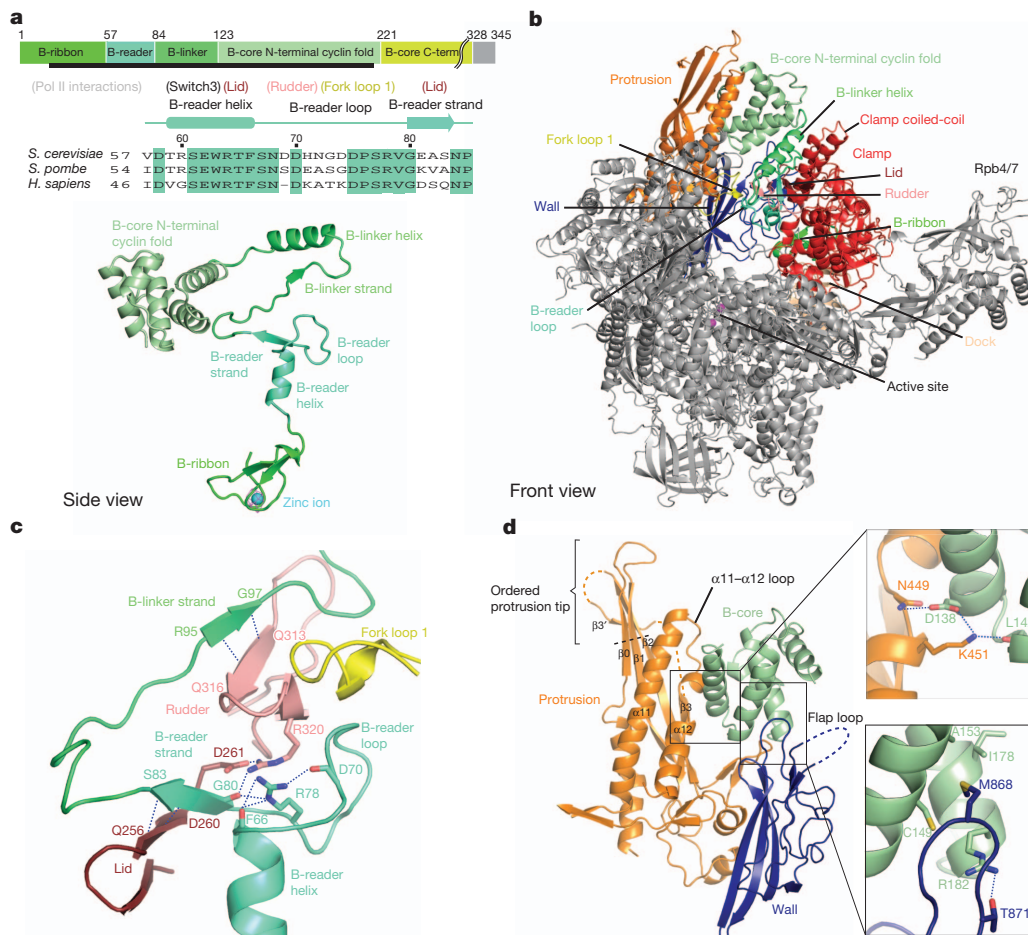 a
1 57 84 123 221 328 345
B-ribbon B-reader B-linker B-core N-terminal cyclin fold B-core C-term
(Pol II interactions) (Switch3) (Lid) (Rudder) (Fork loop 1) (Lid)
B-reader helix B-reader loop B-reader strand
60 70 80
S. cerevisiae 57 VDTRSEWRTFSNDDHNGDDPSRVGEASNP
S. pombe 54 IDTRSEWRTFSNDDHNGDDPSRVGKVANP
H. sapiens 46 IDVGSEWRTFSND-KATKDPSRVGDSQNP
B-core N-terminal
cyclin fold
B-linker helix
B-linker strand
B-reader
strand
B-reader
loop
B-reader
helix
B-ribbon
Zinc ion
Side view
b
Protrusion
B-core N-terminal cyclin fold
B-linker helix
Clamp coiled-coil
Fork loop 1
Clamp
Lid
Rpb4/7
Rudder
Wall
B-ribbon
B-reader
loop
Dock
Active site
Front view
c
B-linker strand
G97
R95
Q313
Fork loop 1
Q316
Rudder
R320
B-reader
strand
B-reader
loop
D261
S83
G80
D70
R78
Q256
D260
F66
Lid
B-reader
helix
d
Ordered
protrusion tip
α11–α12 loop
B-core
β3′
β2
β0
β1
Protrusion
α11
β3
α12
Flap loop
Wall
N449
D138
L14
K451
A153
I178
M868
C149
R182
T871